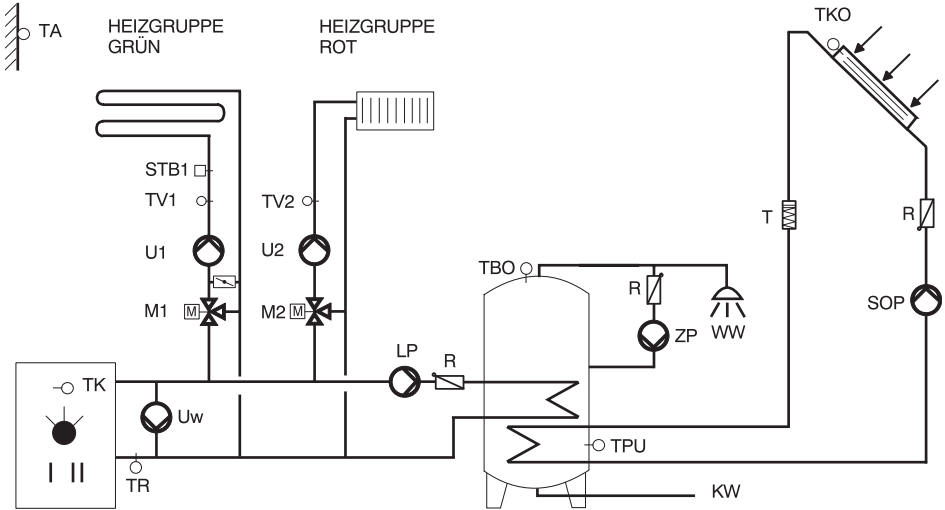 TA
HEIZGRUPPE
GRÜN
HEIZGRUPPE
ROT
TKO
STB1
TV1
TV2
T
R
U1
U2
TBO
R
SOP
M1
M
M2
M
ZP
WW
LP
R
TK
Uw
TPU
I II
TR
KW